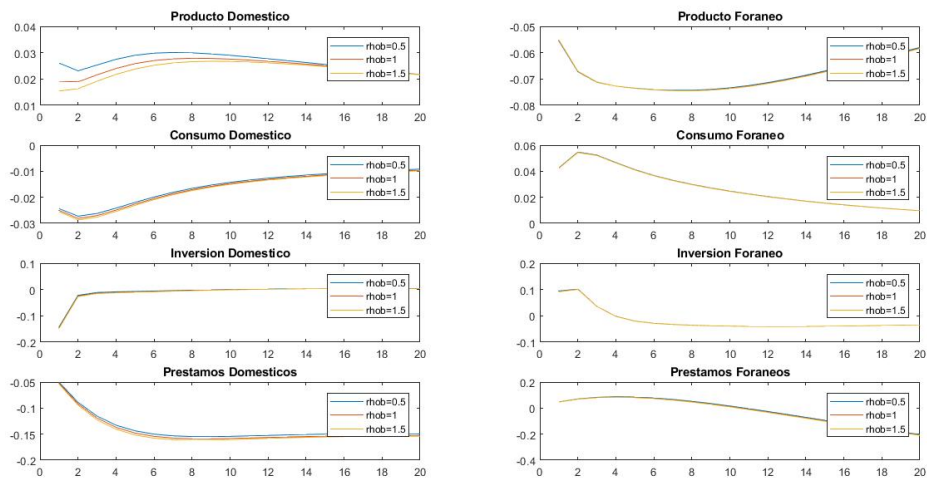 Producto Domestico
0.04
0.03
0.02
0.01
rhob=0.5
rhob=1
rhob=1.5
0 2 4 6 8 10 12 14 16 18 20
Producto Foraneo
-0.05
-0.06
-0.07
-0.08
rhob=0.5
rhob=1
rhob=1.5
0 2 4 6 8 10 12 14 16 18 20
Consumo Domestico
0
-0.01
-0.02
-0.03
rhob=0.5
rhob=1
rhob=1.5
0 2 4 6 8 10 12 14 16 18 20
Consumo Foraneo
0.06
0.04
0.02
0
rhob=0.5
rhob=1
rhob=1.5
0 2 4 6 8 10 12 14 16 18 20
Inversion Domestico
0.1
0
-0.1
-0.2
rhob=0.5
rhob=1
rhob=1.5
0 2 4 6 8 10 12 14 16 18 20
Inversion Foraneo
0.2
0.1
0
-0.1
rhob=0.5
rhob=1
rhob=1.5
0 2 4 6 8 10 12 14 16 18 20
Prestamos Domesticos
-0.05
-0.1
-0.15
-0.2
rhob=0.5
rhob=1
rhob=1.5
0 2 4 6 8 10 12 14 16 18 20
Prestamos Foraneos
0.2
0
-0.2
-0.4
rhob=0.5
rhob=1
rhob=1.5
0 2 4 6 8 10 12 14 16 18 20